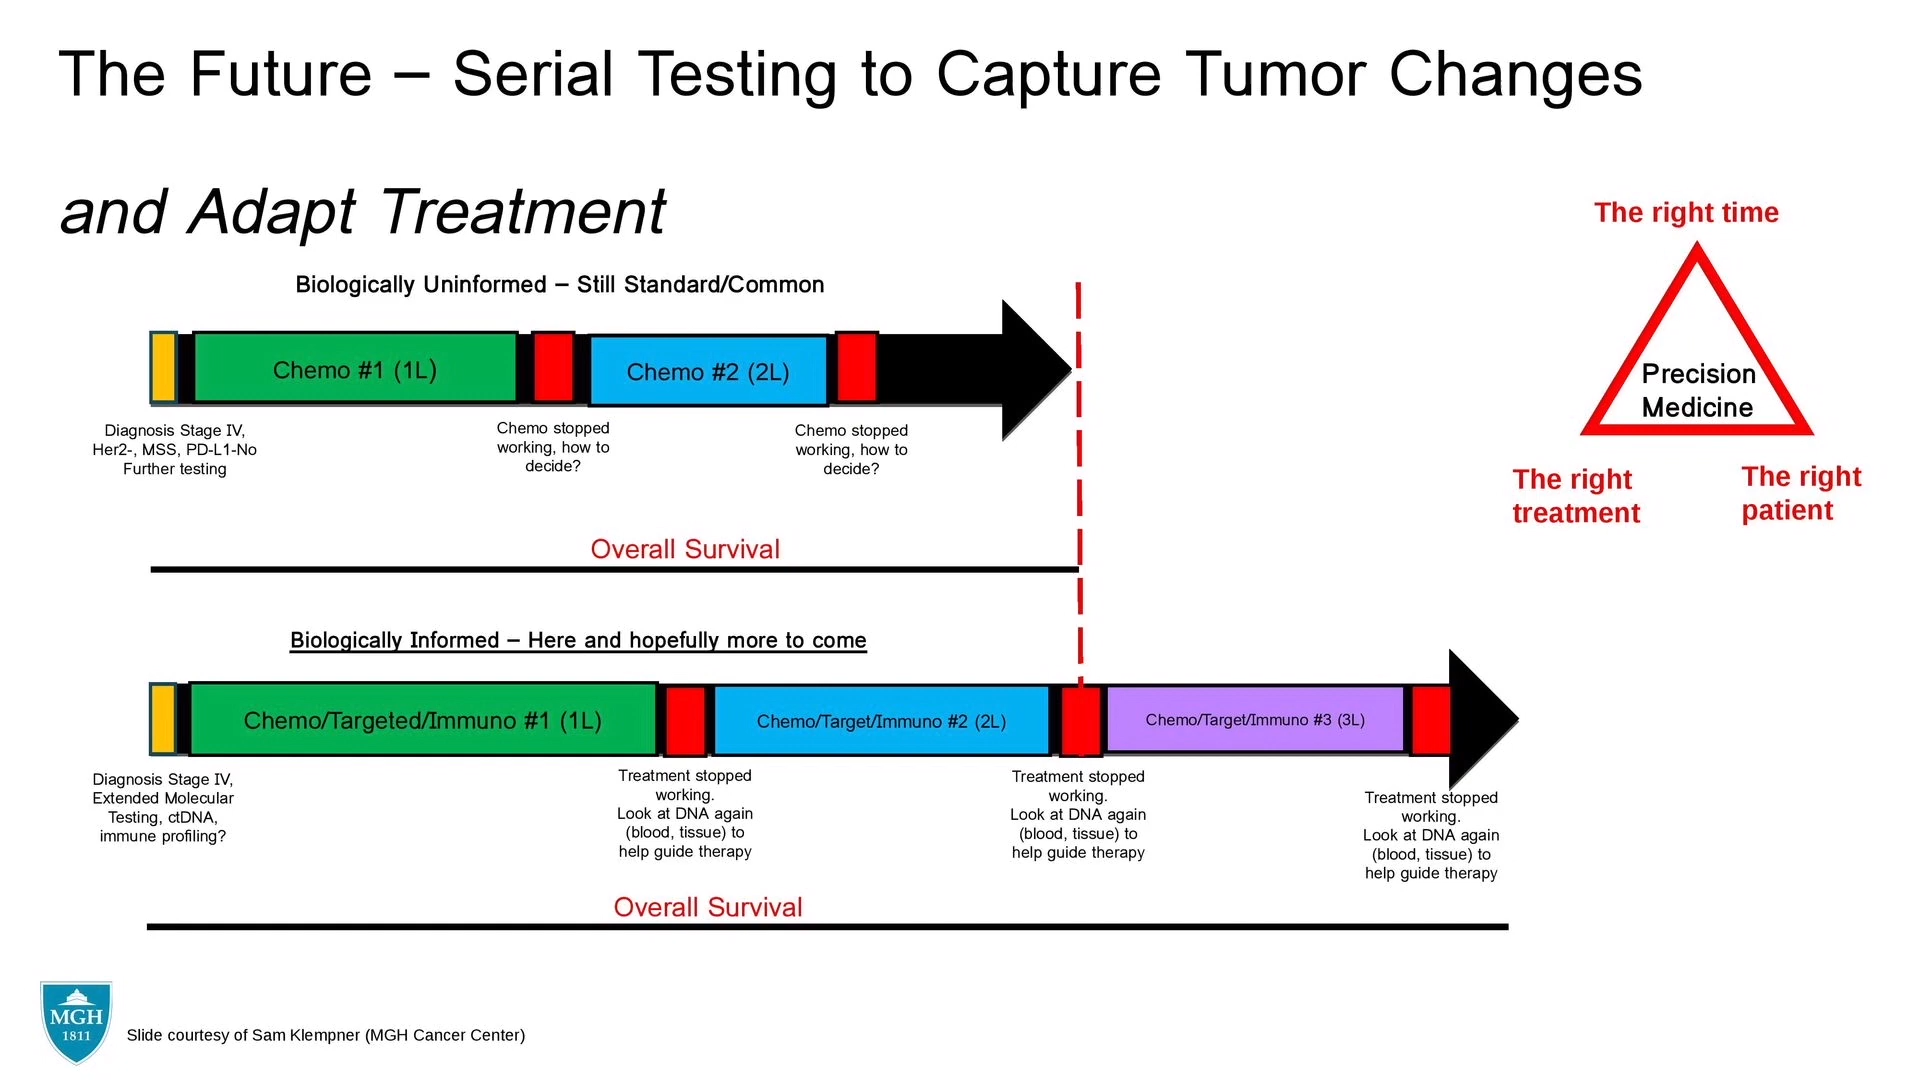 The Future – Serial Testing to Capture Tumor Changes
and Adapt Treatment
The right time
Precision
Medicine
The right
treatment
The right
patient
Biologically Uninformed – Still Standard/Common
Chemo #1 (1L)
Chemo #2 (2L)
Diagnosis Stage IV,
Her2-, MSS, PD-L1-No
Further testing
Chemo stopped
working, how to
decide?
Chemo stopped
working, how to
decide?
Overall Survival
Biologically Informed – Here and hopefully more to come
Chemo/Targeted/Immuno #1 (1L)
Chemo/Target/Immuno #2 (2L)
Chemo/Target/Immuno #3 (3L)
Diagnosis Stage IV,
Extended Molecular
Testing, ctDNA,
immune profiling?
Treatment stopped
working.
Look at DNA again
(blood, tissue) to
help guide therapy
Treatment stopped
working.
Look at DNA again
(blood, tissue) to
help guide therapy
Treatment stopped
working.
Look at DNA again
(blood, tissue) to
help guide therapy
Overall Survival
MGH
1811
Slide courtesy of Sam Klempner (MGH Cancer Center)